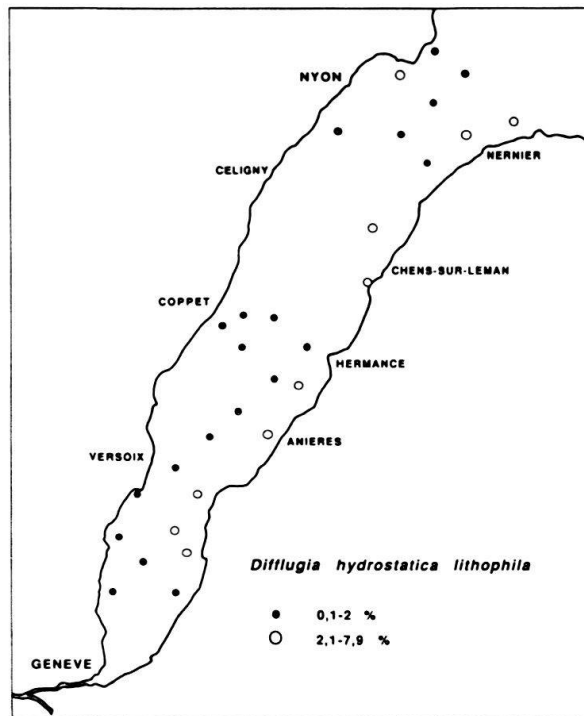 NYON
CELIGNY
NERNIER
CHENS-SUR-LEMAN
COPPET
HERMANCE
ANIERES
VERSOIX
Difflugia hydrostatica lithophila
0,1-2 %
2,1-7,9 %
GENEVE